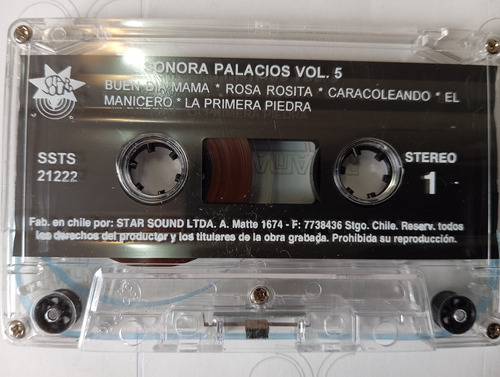 SONORA PALACIOS VOL. 5
BUEN DIA MAMA * ROSA ROSITA * CARACOLEANDO * EL
MANICERO * LA PRIMERA PIEDRA
SSTS
21222
STEREO
1
Fab. en chile por: STAR SOUND LTDA. A. Matte 1674 - F: 7738436 Stgo. Chile. Reserv. todos
los derechos del productor y los titulares de la obra grabada. Prohibida su reproducción.